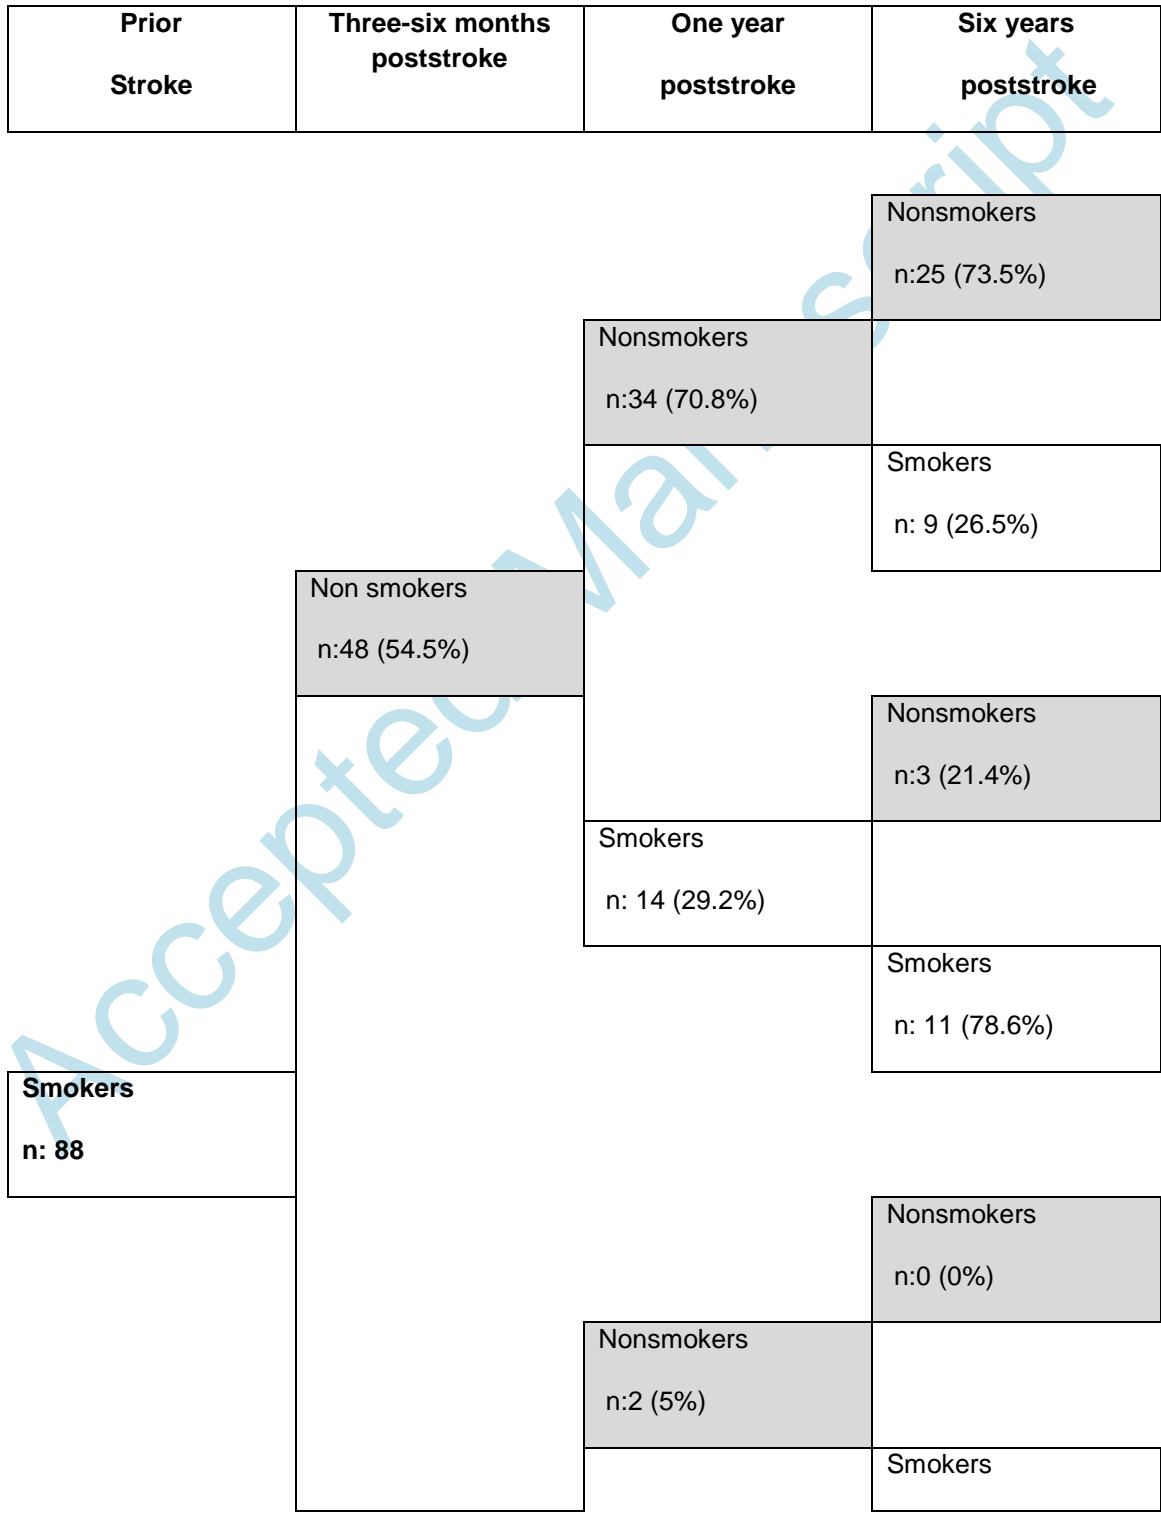 Prior
Stroke
Three-six months
poststroke
One year
poststroke
Six years
poststroke
Nonsmokers
n:25 (73.5%)
Nonsmokers
n:34 (70.8%)
Smokers
n: 9 (26.5%)
Non smokers
n:48 (54.5%)
Nonsmokers
n:3 (21.4%)
Smokers
n: 14 (29.2%)
Smokers
n: 11 (78.6%)
Smokers
n: 88
Nonsmokers
n:0 (0%)
Nonsmokers
n:2 (5%)
Smokers
Accepted Manuscript